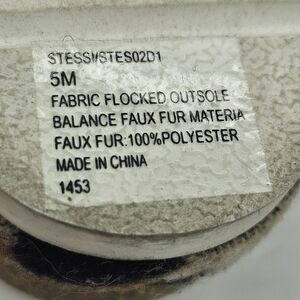 STESSI/STES02D1
5M
FABRIC FLOCKED OUTSOLE
BALANCE FAUX FUR MATERIA
FAUX FUR:100%POLYESTER
MADE IN CHINA
1453